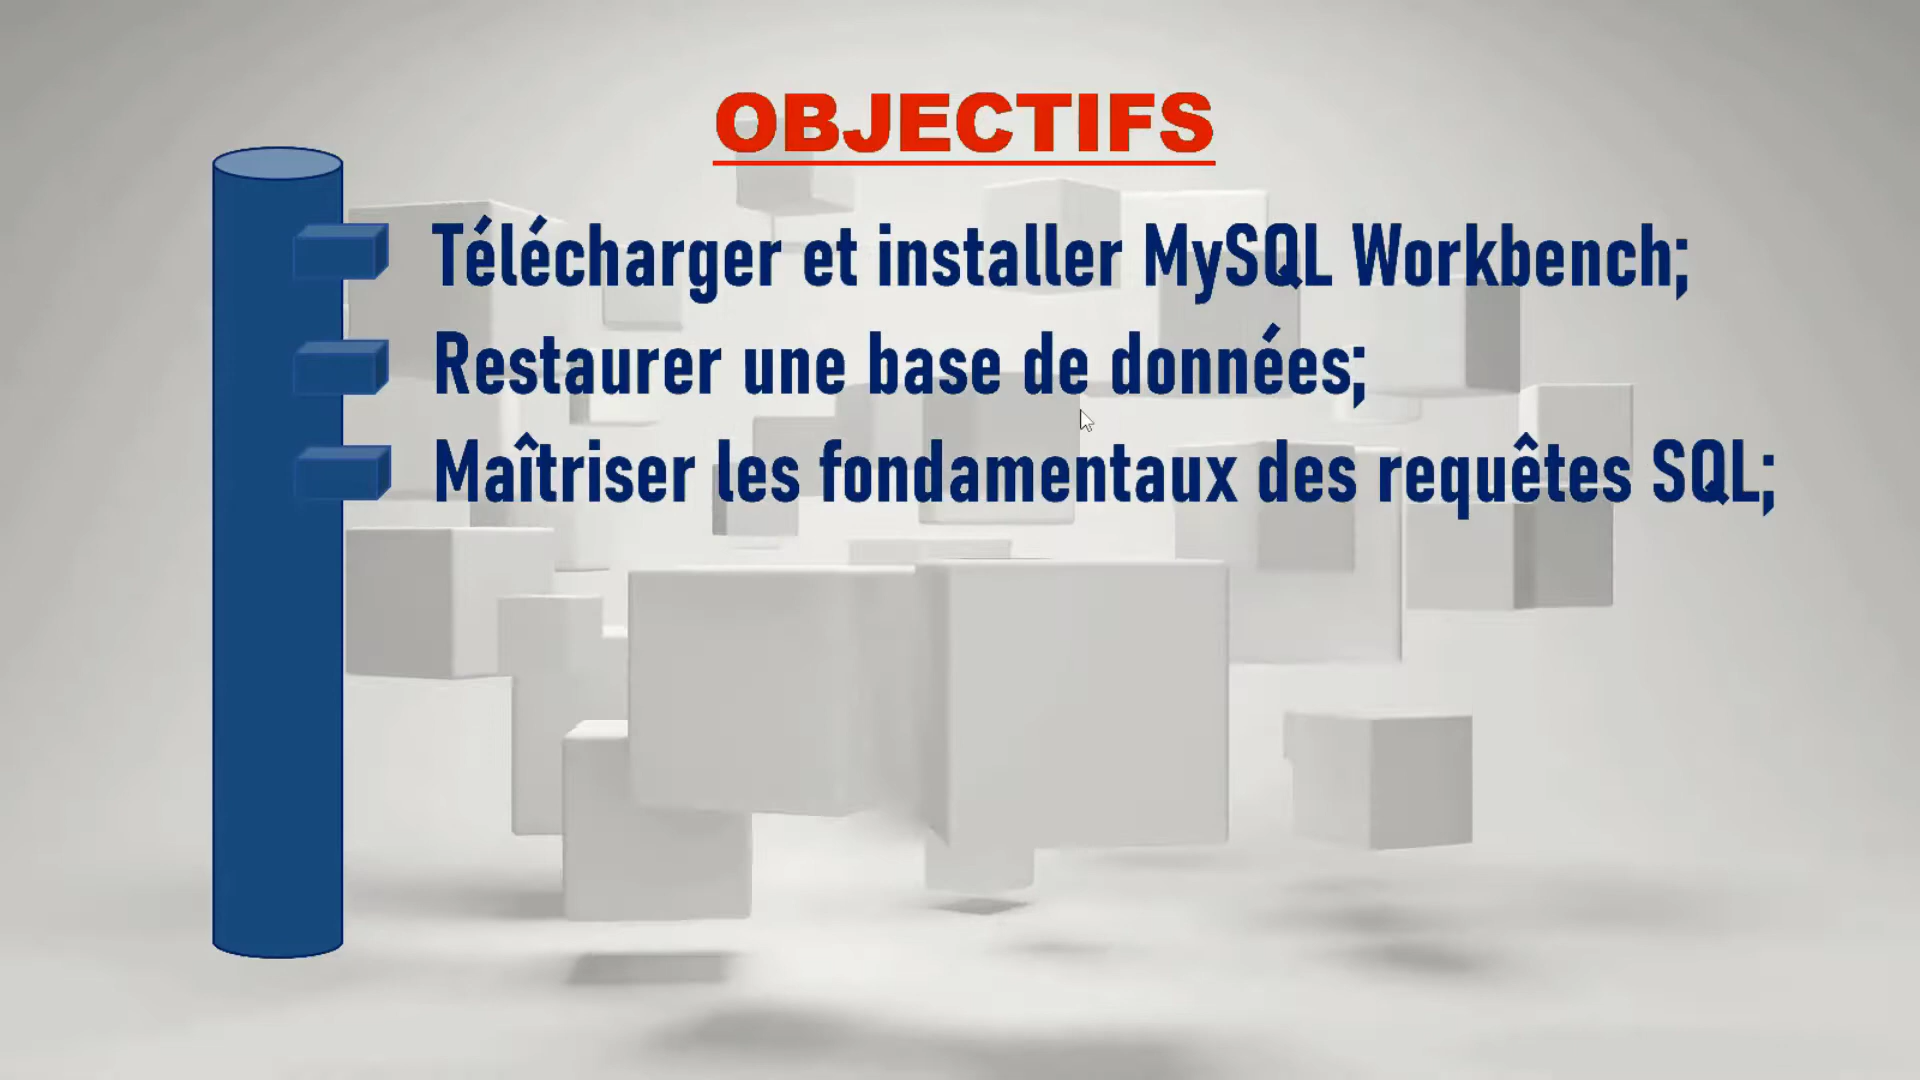 OBJECTIFS
Télécharger et installer MySQL Workbench;
Restaurer une base de données;
Maîtriser les fondamentaux des requêtes SQL;